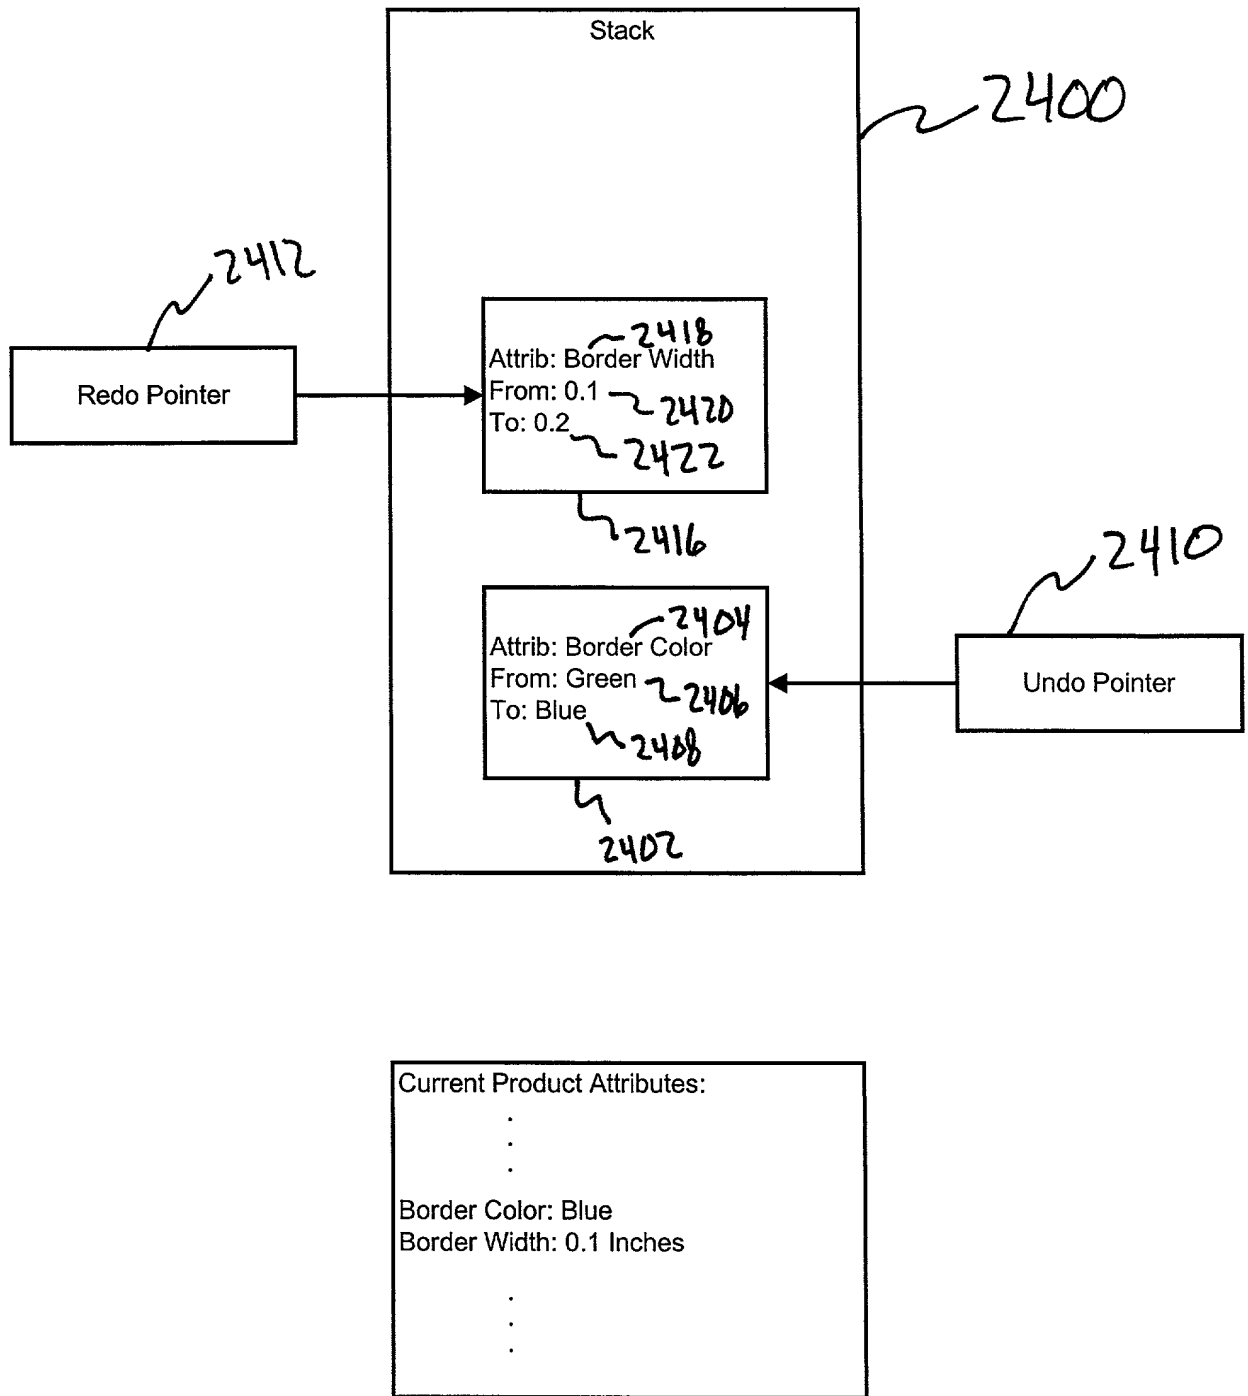 Stack
2400
2412
Redo Pointer
2418
Attrib: Border Width
From: 0.1
2420
To: 0.2
2422
2416
2410
2404
Attrib: Border Color
From: Green
2406
To: Blue
2408
Undo Pointer
2402
Current Product Attributes:
.
.
.
Border Color: Blue
Border Width: 0.1 Inches
.
.
.